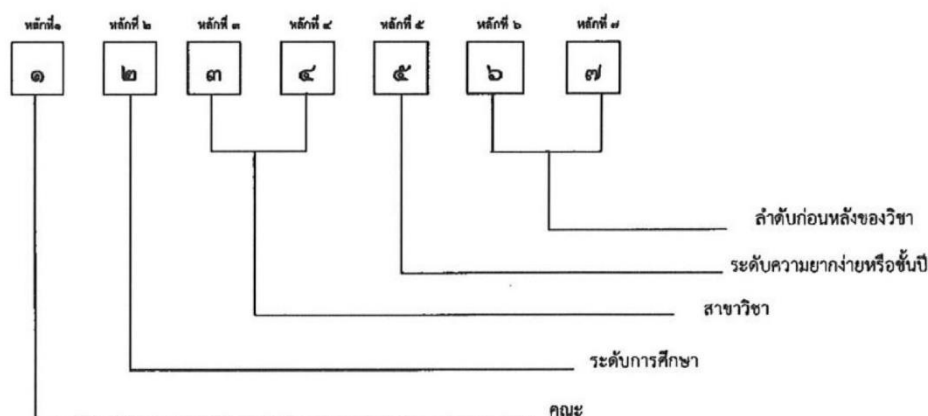 หลักที่๑ หลักที่ ๒ หลักที่ ๓ หลักที่ ๔ หลักที่ ๕ หลักที่ ๖ หลักที่ ๗
๑ ๒ ๓ ๔ ๕ ๖ ๗
ลำดับก่อนหลังของวิชา
ระดับความยากง่ายหรือชั้นปี
สาขาวิชา
ระดับการศึกษา
คณะ